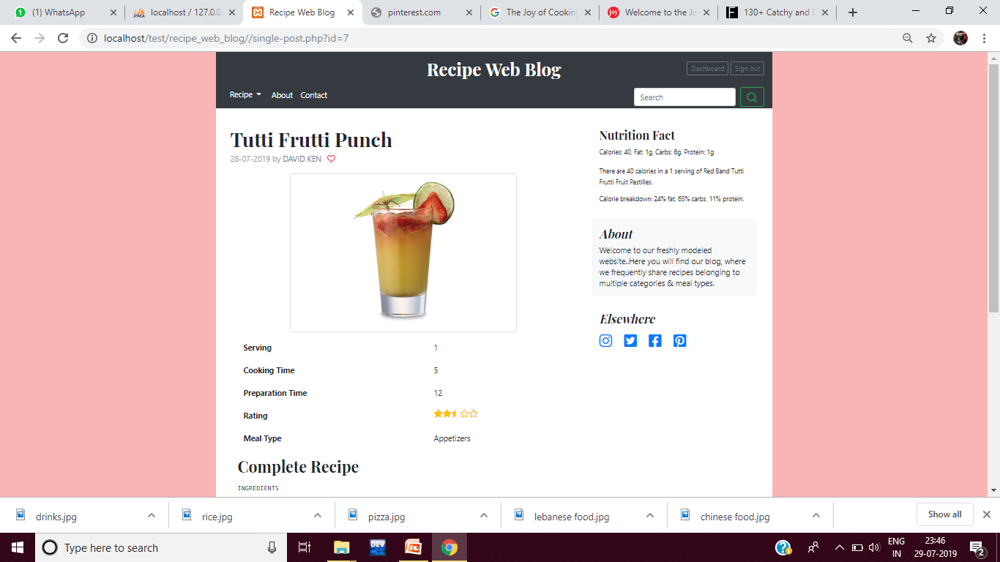 1
(1) WhatsApp
PMA
localhost / 127.0.0.
Recipe Web Blog
pinterest.com
The Joy of Cooking
joy
Welcome to the Jo
F
130+ Catchy and C
localhost/test/recipe_web_blog//single-post.php?id=7
Recipe Web Blog
Dashboard
Sign out
Recipe
About
Contact
Search
Tutti Frutti Punch
28-07-2019 by DAVID KEN
Serving 1
Cooking Time 5
Preparation Time 12
Rating
Meal Type Appetizers
Complete Recipe
INGREDIENTS
Nutrition Fact
Calories: 40, Fat: 1g, Carbs: 6g, Protein: 1g
There are 40 calories in a 1 serving of Red Band Tutti
Frutti Fruit Pastilles.
Calorie breakdown: 24% fat, 65% carbs, 11% protein.
About
Welcome to our freshly modeled
website..Here you will find our blog, where
we frequently share recipes belonging to
multiple categories & meal types.
Elsewhere
drinks.jpg
rice.jpg
pizza.jpg
lebanese food.jpg
chinese food.jpg
Show all
Type here to search
DEV
ENG
IN
23:46
29-07-2019
2